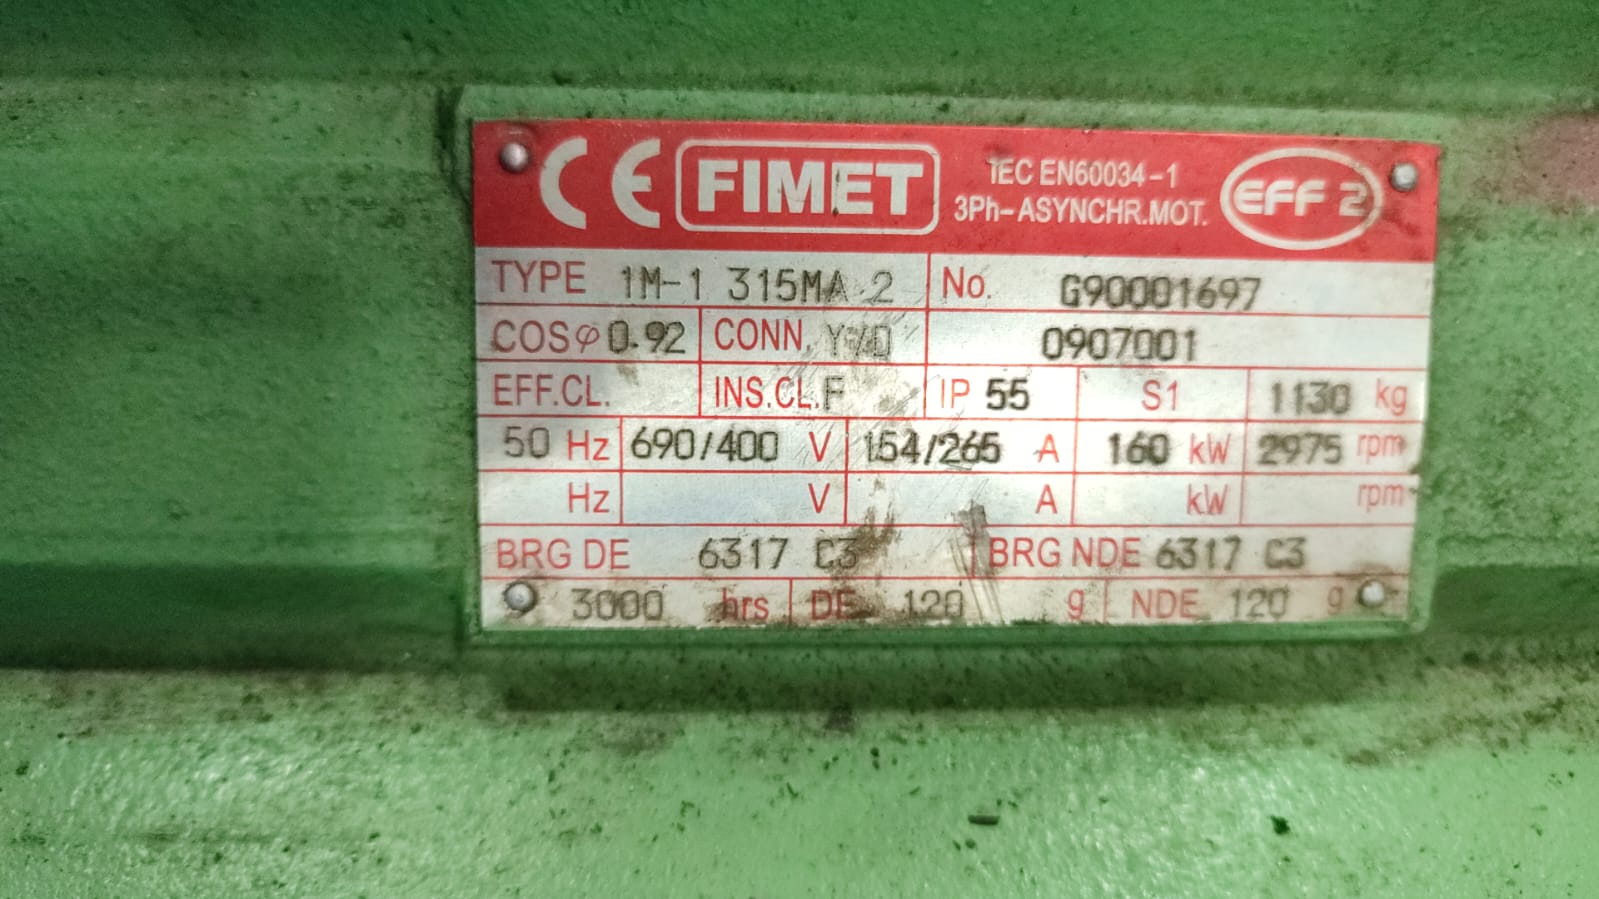 CE FIMET IEC EN60034-1 EFF 2
3Ph-ASYNCHR.MOT.
TYPE 1M-1 315MA 2 No. G90001697
COSφ 0.92 CONN. Y/D 0907001
EFF.CL. INS.CL.F IP 55 S1 1130 kg
50 Hz 690/400 V 154/265 A 160 kW 2975 rpm
Hz V A kW rpm
BRG DE 6317 C3 BRG NDE 6317 C3
3000 hrs DE 120 g NDE 120 g